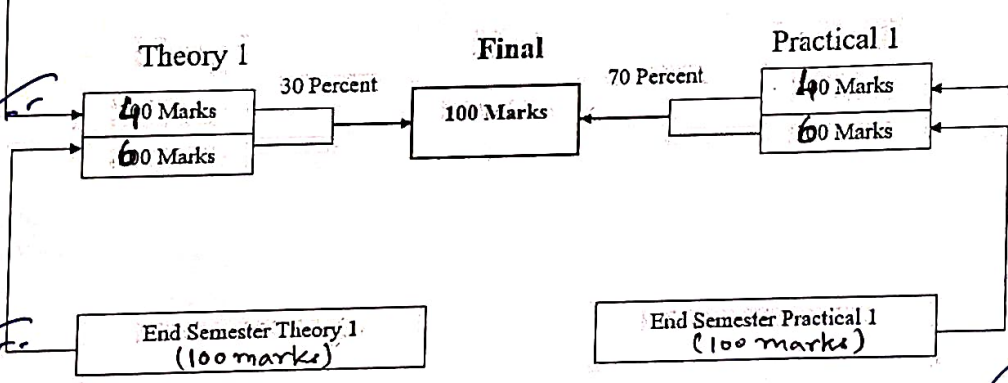 Theory 1
Final
Practical 1
30 Percent
70 Percent
40 Marks
60 Marks
100 Marks
40 Marks
60 Marks
End Semester Theory 1
(100 marks)
End Semester Practical 1
(100 marks)